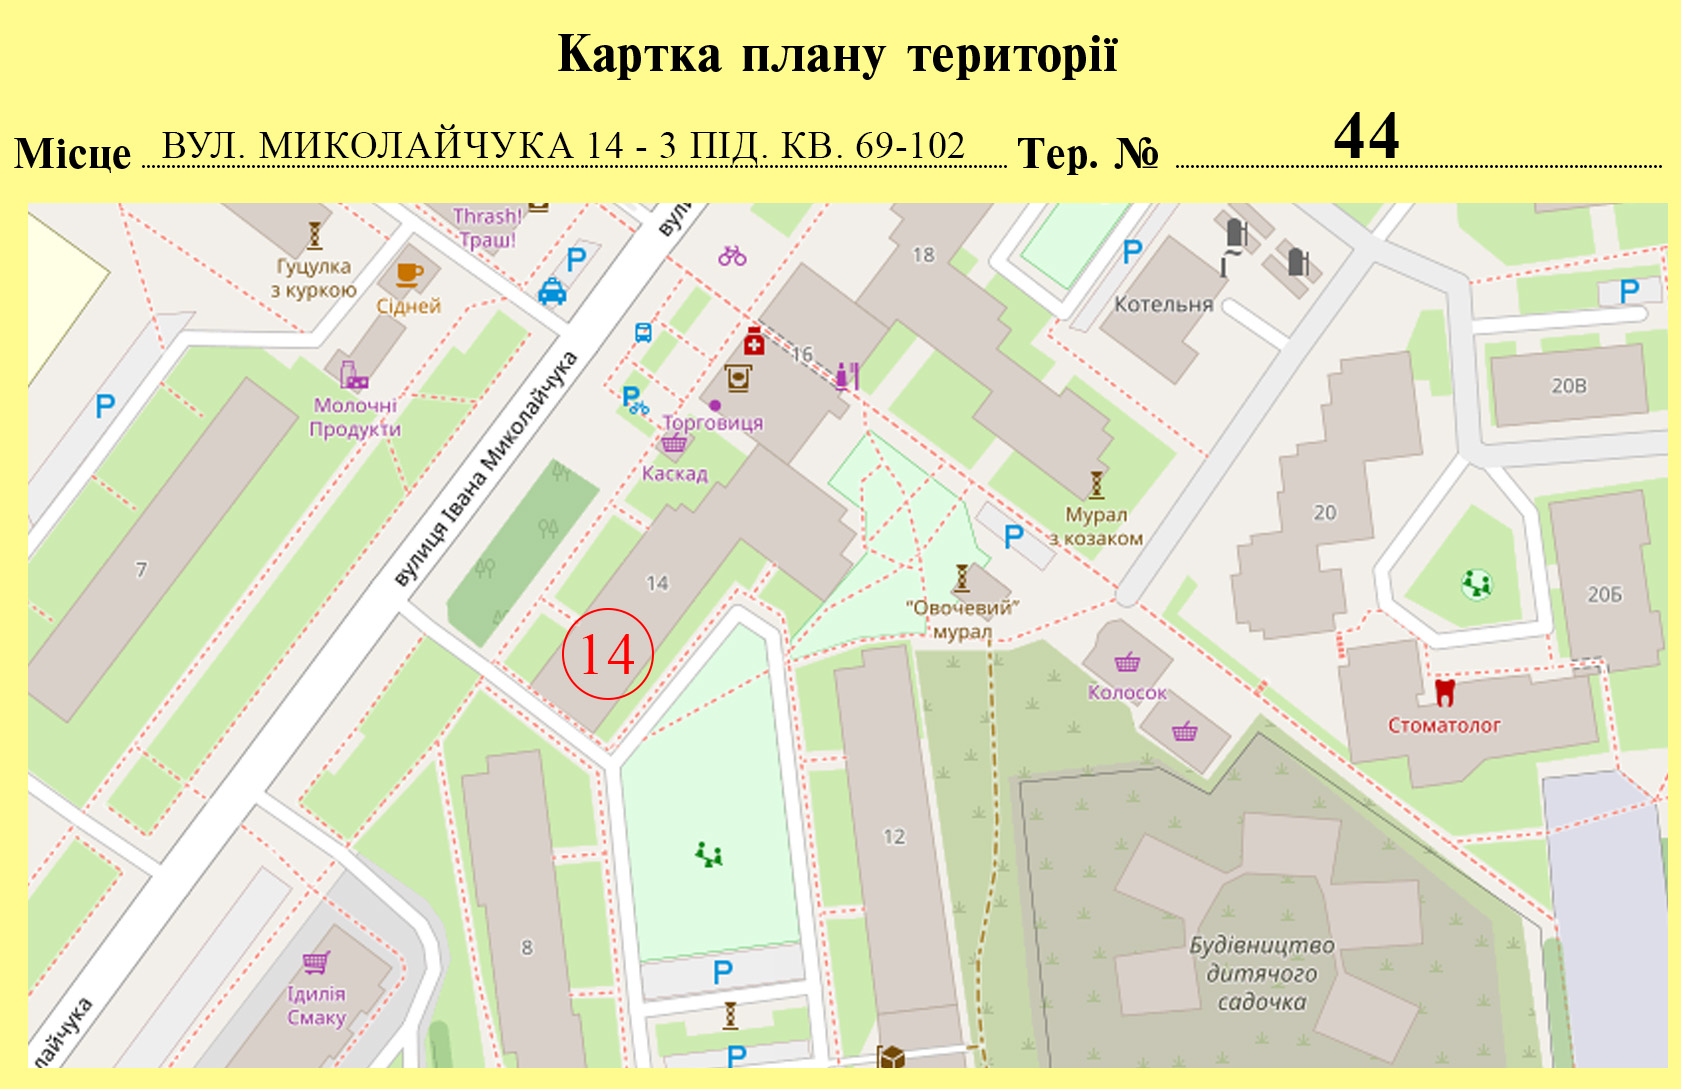 Картка плану території
Місце ВУЛ. МИКОЛАЙЧУКА 14 - 3 ПІД. КВ. 69-102 Тер. № 44
Thrash!
Траш!
Гуцулка
з куркою
Сідней
P
вули
18
P
Котельня
P
16
20В
P
Молочні
Продукти
P
Торговиця
Каскад
вулиця Івана Миколайчука
7
14
14
Мурал
з козаком
P
20
"Овочевий"
мурал
20Б
Колосок
Стоматолог
12
8
Будівництво
дитячого
садочка
P
Ідилія
Смаку
лайчука
P